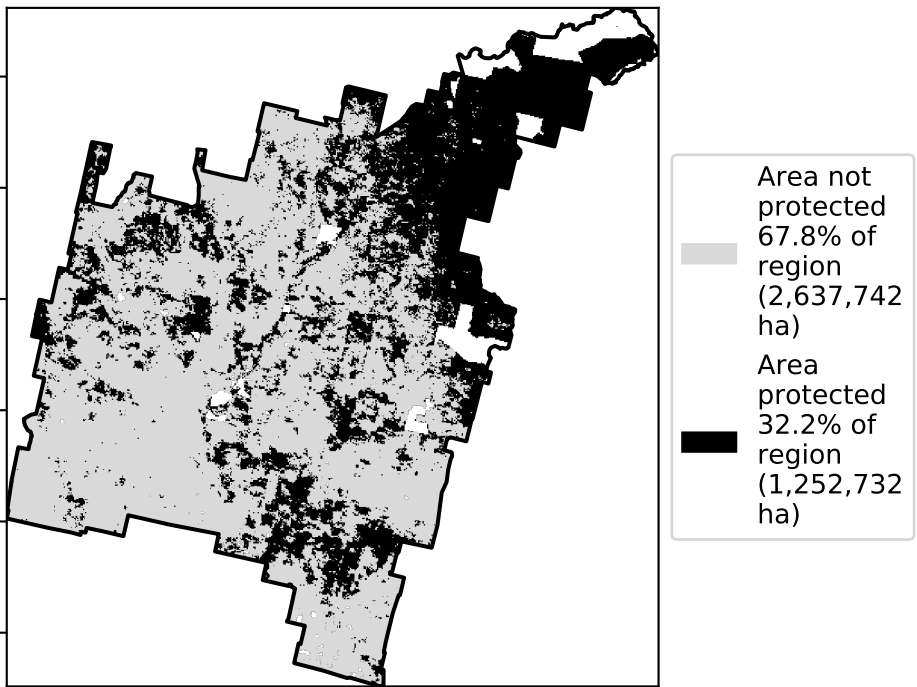 Area not
protected
67.8% of
region
(2,637,742
ha)
Area
protected
32.2% of
region
(1,252,732
ha)